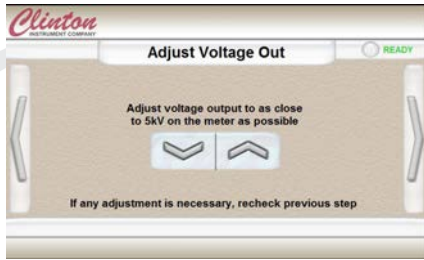 Clinton
INSTRUMENT COMPANY
Adjust Voltage Out
READY
Adjust voltage output to as close
to 5kV on the meter as possible
If any adjustment is necessary, recheck previous step